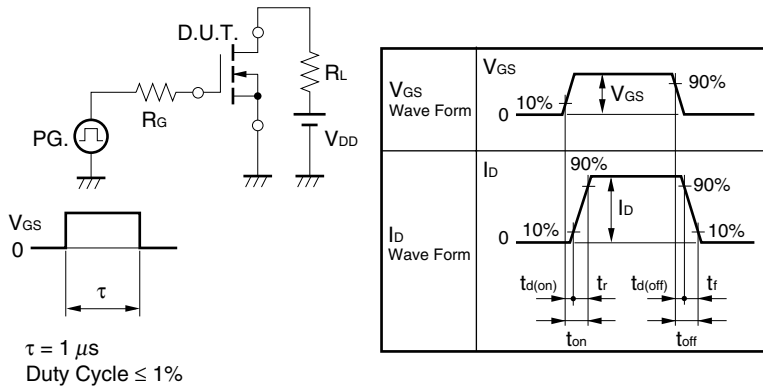 D.U.T.
RL
RG
PG.
VDD
VGS
0
τ
τ = 1 μs
Duty Cycle ≤ 1%
VGS
Wave Form
VGS
10%
0
VGS
90%
ID
Wave Form
ID
90%
90%
ID
10%
10%
0
td(on)
tr
td(off)
tf
ton
toff